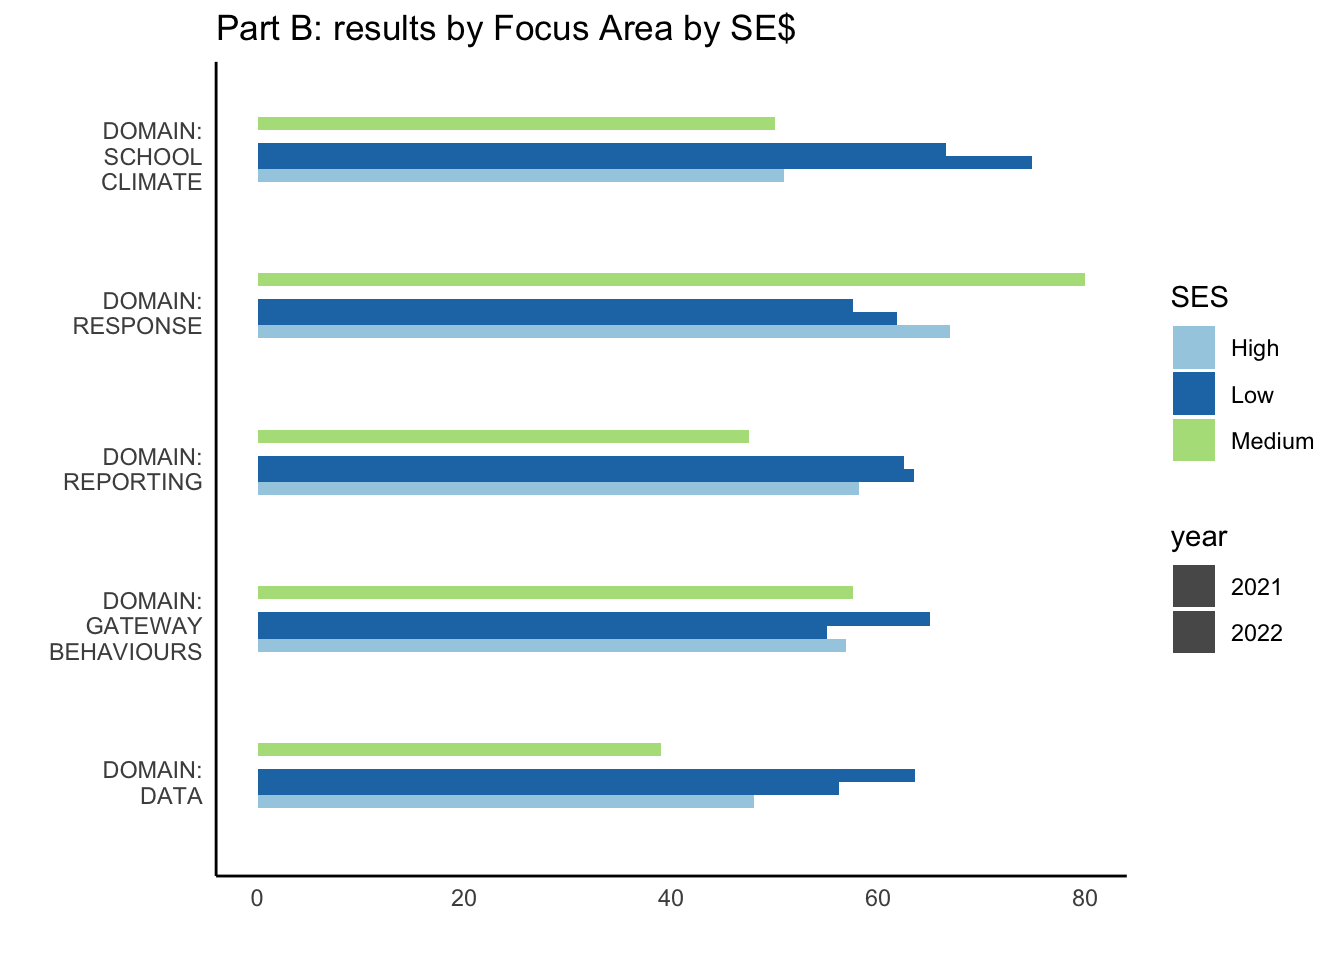 Part B: results by Focus Area by SE$
DOMAIN:
SCHOOL
CLIMATE
DOMAIN:
RESPONSE
DOMAIN:
REPORTING
DOMAIN:
GATEWAY
BEHAVIOURS
DOMAIN:
DATA
0 20 40 60 80
SES
High
Low
Medium
year
2021
2022